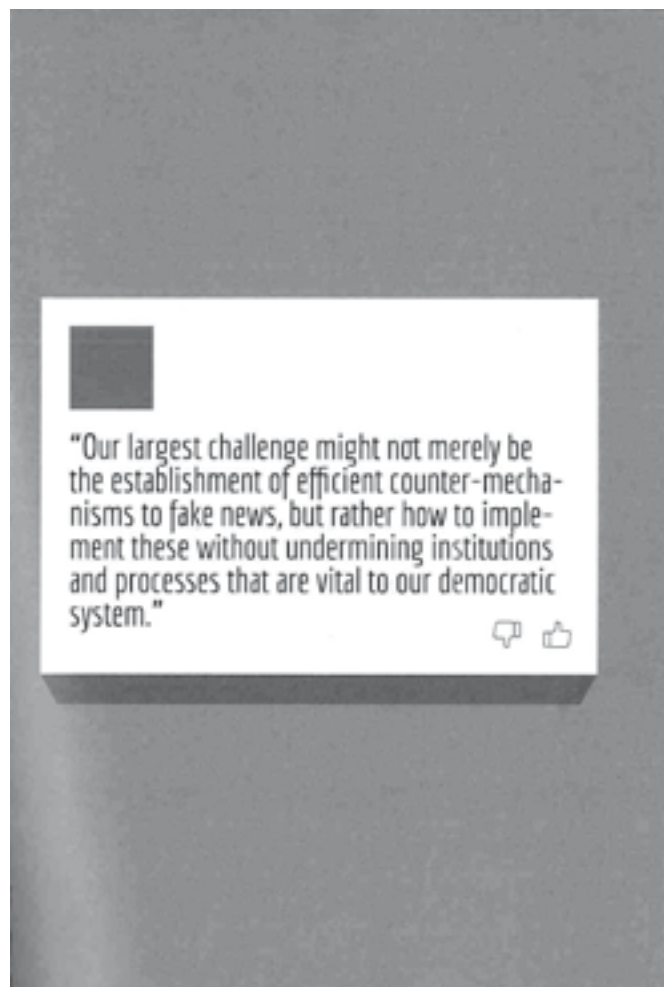 “Our largest challenge might not merely be
the establishment of efficient counter-mecha-
nisms to fake news, but rather how to imple-
ment these without undermining institutions
and processes that are vital to our democratic
system.”